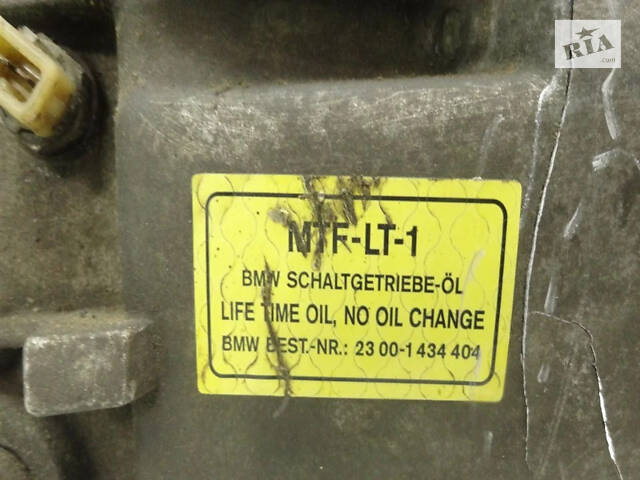 RIA
.com
MTF-LT-1
BMW SCHALTGETRIEBE-ÖL
LIFE TIME OIL, NO OIL CHANGE
BMW BEST.-NR.: 23 00-1 434 404